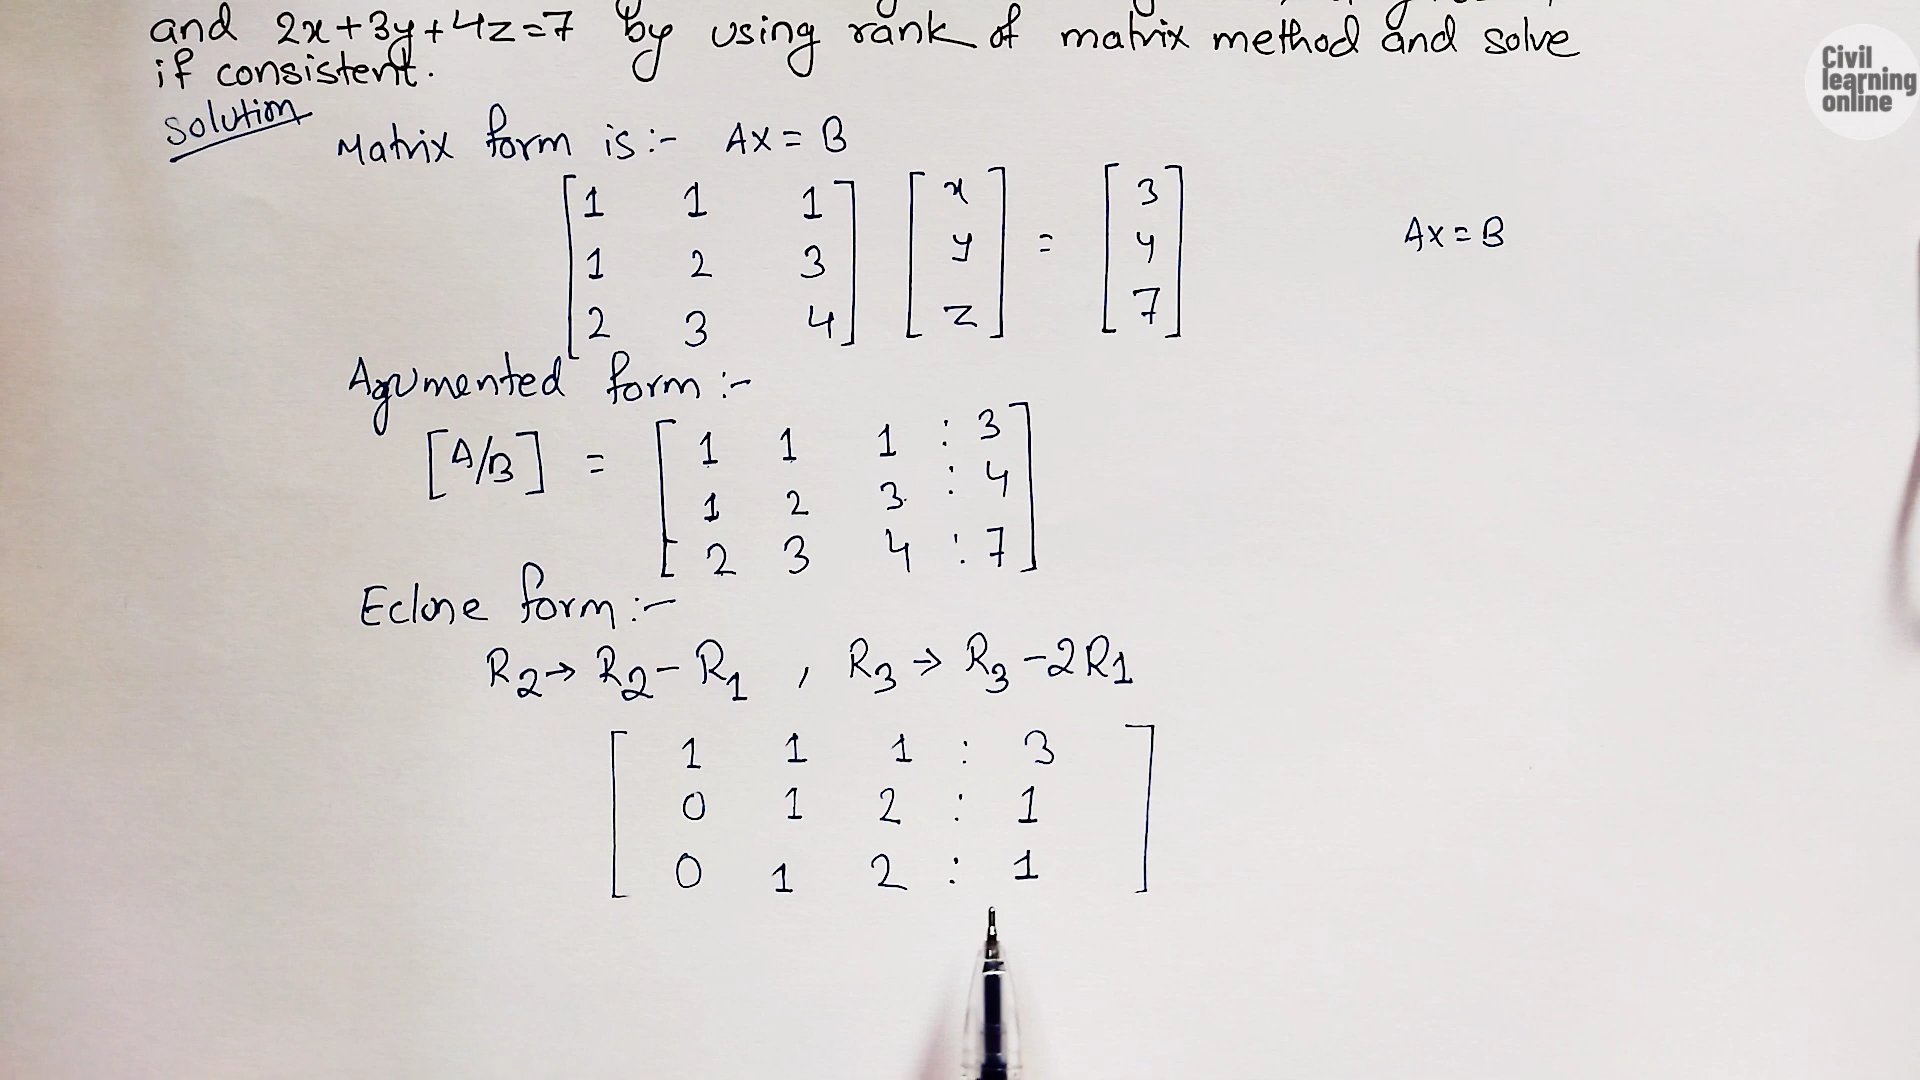 and 2x+3y+4z=7 by using rank of matrix method and solve
if consistent.
Solution
Matrix form is:- AX = B
[1 1 1] [x] = [3]
[1 2 3] [y] [4]
[2 3 4] [z] [7]
AX = B
Agumented form :-
[A/B] = [1 1 1 : 3]
[1 2 3 : 4]
[2 3 4 : 7]
Eclone form:-
R2→ R2- R1 , R3 → R3 -2R1
[1 1 1 : 3]
[0 1 2 : 1]
[0 1 2 : 1]
Civil
learning
online